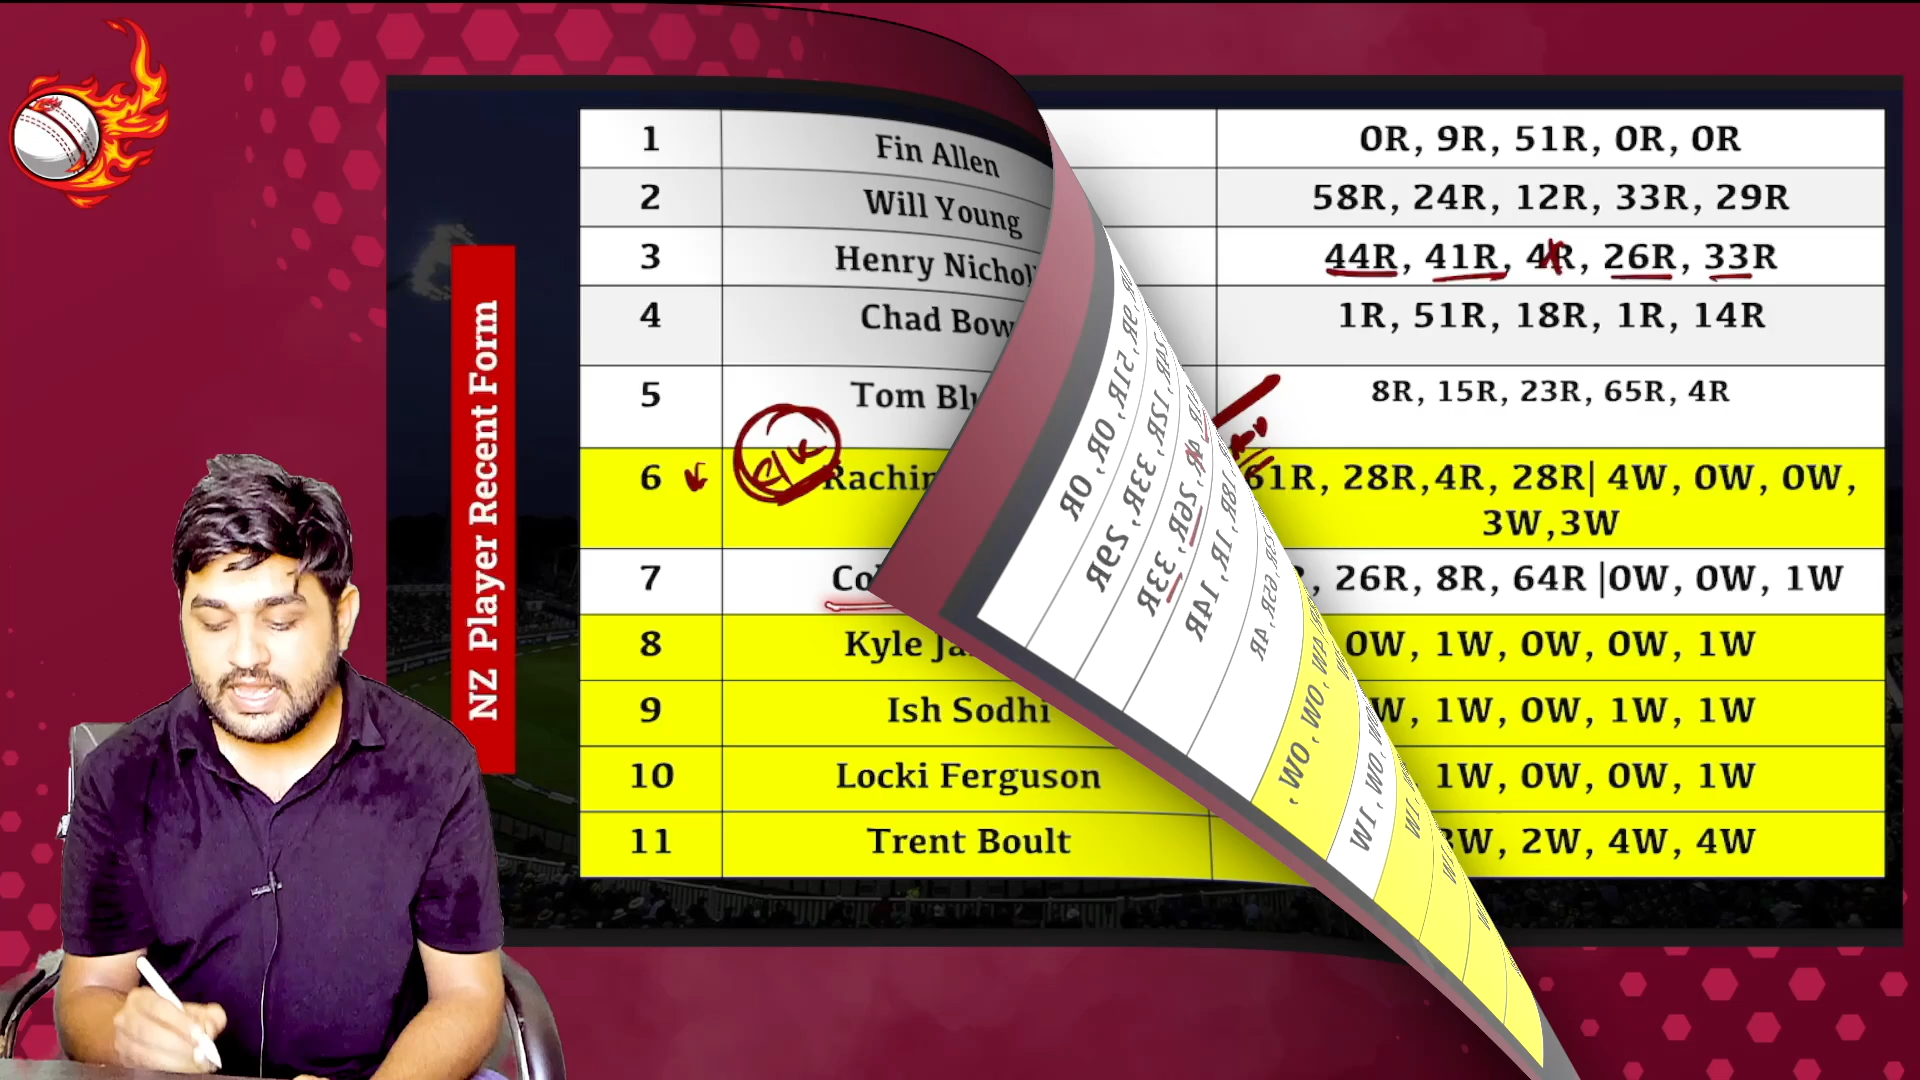 NZ Player Recent Form
1 Fin Allen 0R, 9R, 51R, 0R, 0R
2 Will Young 58R, 24R, 12R, 33R, 29R
3 Henry Nichol 44R, 41R, 4R, 26R, 33R
4 Chad Bow 1R, 51R, 18R, 1R, 14R
5 Tom Blu 8R, 15R, 23R, 65R, 4R
6 Rachin 61R, 28R,4R, 28R| 4W, 0W, 0W,
3W,3W
7 Co , 26R, 8R, 64R |0W, 0W, 1W
8 Kyle Ja 0W, 1W, 0W, 0W, 1W
9 Ish Sodhi W, 1W, 0W, 1W, 1W
10 Locki Ferguson 1W, 0W, 0W, 1W
11 Trent Boult 3W, 2W, 4W, 4W